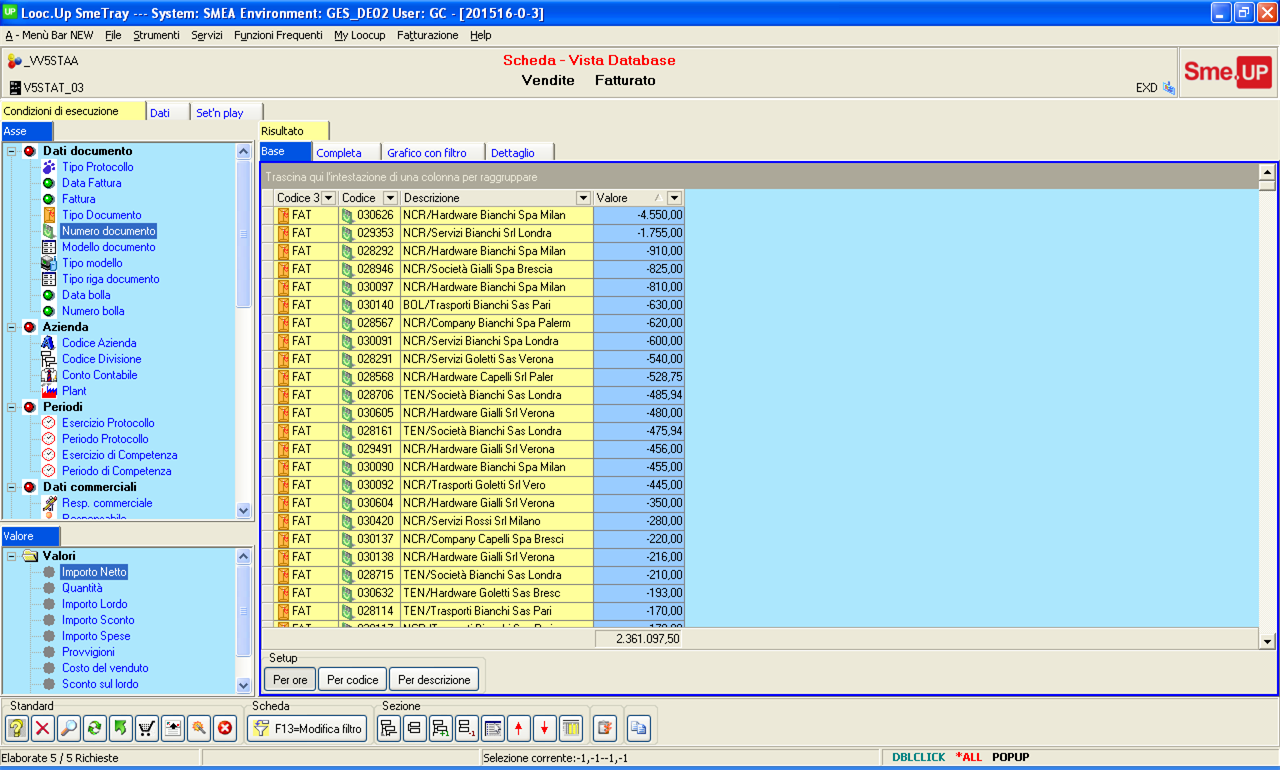 UP Looc.Up SmeTray --- System: SMEA Environment: GES_DE02 User: GC - [201516-0-3]
A - Menù Bar NEW File Strumenti Servizi Funzioni Frequenti My Loocup Fatturazione Help
_VV5STAA
Scheda - Vista Database
Vendite Fatturato
V5STAT_03
EXD
Sme.UP
Condizioni di esecuzione Dati Set'n play
Asse
Dati documento
Tipo Protocollo
Data Fattura
Fattura
Tipo Documento
Numero documento
Modello documento
Tipo modello
Tipo riga documento
Data bolla
Numero bolla
Azienda
Codice Azienda
Codice Divisione
Conto Contabile
Plant
Periodi
Esercizio Protocollo
Periodo Protocollo
Esercizio di Competenza
Periodo di Competenza
Dati commerciali
Resp. commerciale
Responsabile
Valore
Valori
Importo Netto
Quantità
Importo Lordo
Importo Sconto
Importo Spese
Provvigioni
Costo del venduto
Sconto sul lordo
Risultato
Base Completa Grafico con filtro Dettaglio
Trascina qui l'intestazione di una colonna per raggruppare
Codice 3 Codice Descrizione Valore
FAT 030626 NCR/Hardware Bianchi Spa Milan -4.550,00
FAT 029353 NCR/Servizi Bianchi Srl Londra -1.755,00
FAT 028292 NCR/Hardware Bianchi Spa Milan -910,00
FAT 028946 NCR/Società Gialli Spa Brescia -825,00
FAT 030097 NCR/Hardware Bianchi Spa Milan -810,00
FAT 030140 BOL/Trasporti Bianchi Sas Pari -630,00
FAT 028567 NCR/Company Bianchi Spa Palerm -620,00
FAT 030091 NCR/Servizi Bianchi Spa Londra -600,00
FAT 028291 NCR/Servizi Goletti Sas Verona -540,00
FAT 028568 NCR/Hardware Capelli Srl Paler -528,75
FAT 028706 TEN/Società Bianchi Sas Londra -485,94
FAT 030605 NCR/Hardware Gialli Srl Verona -480,00
FAT 028161 TEN/Società Bianchi Sas Londra -475,94
FAT 029491 NCR/Hardware Gialli Srl Verona -456,00
FAT 030090 NCR/Hardware Bianchi Spa Milan -455,00
FAT 030092 NCR/Trasporti Goletti Srl Vero -445,00
FAT 030604 NCR/Hardware Gialli Srl Verona -350,00
FAT 030420 NCR/Servizi Rossi Srl Milano -280,00
FAT 030137 NCR/Company Capelli Spa Bresci -220,00
FAT 030138 NCR/Hardware Gialli Srl Verona -216,00
FAT 028715 TEN/Società Bianchi Sas Londra -210,00
FAT 030632 TEN/Hardware Goletti Sas Bresc -193,00
FAT 028114 TEN/Trasporti Bianchi Sas Pari -170,00
2.361.097,50
Setup
Per ore Per codice Per descrizione
Standard Scheda Sezione
F13=Modifica filtro
Elaborate 5 / 5 Richieste Selezione corrente:-1,-1--1,-1 DBLCLICK *ALL POPUP